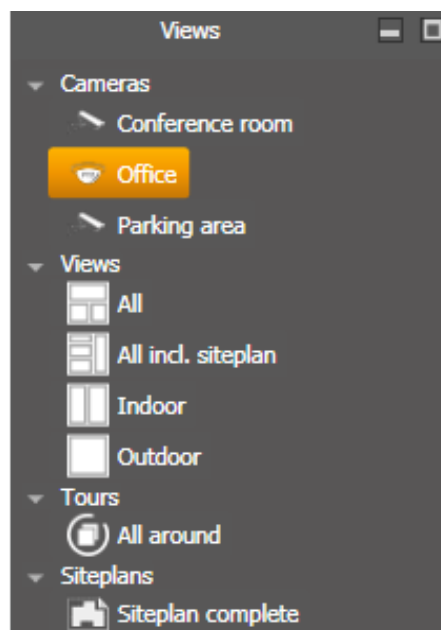 Views
Cameras
Conference room
Office
Parking area
Views
All
All incl. siteplan
Indoor
Outdoor
Tours
All around
Siteplans
Siteplan complete